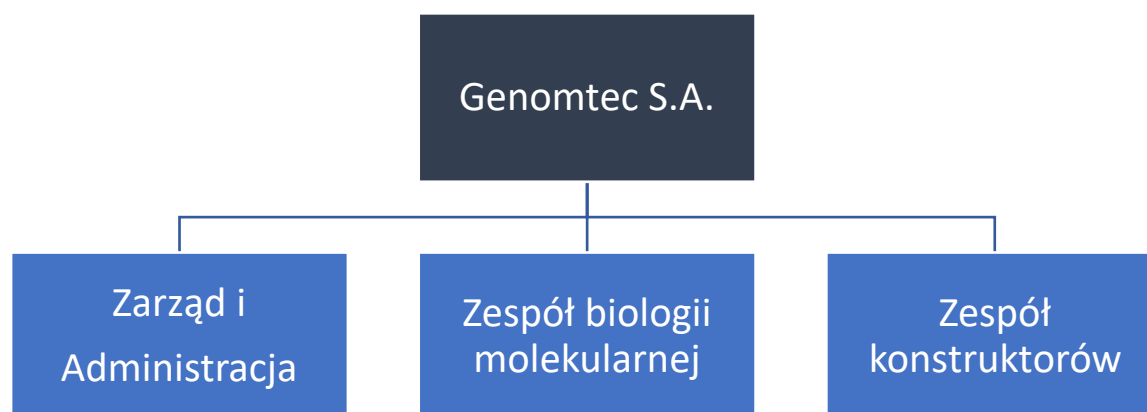 Genomtec S.A.
Zarząd i
Administracja
Zespół biologii
molekularnej
Zespół
konstruktorów